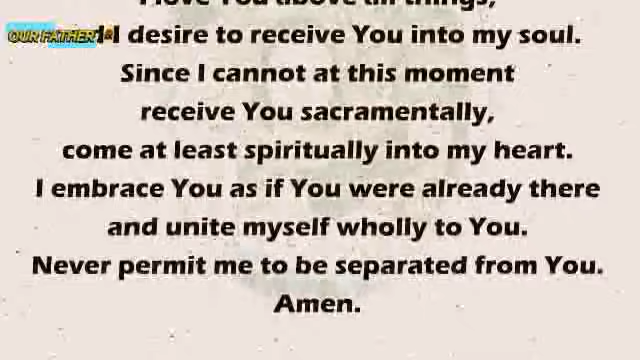 I love You above all things,
OUR FATHER
I desire to receive You into my soul.
Since I cannot at this moment
receive You sacramentally,
come at least spiritually into my heart.
I embrace You as if You were already there
and unite myself wholly to You.
Never permit me to be separated from You.
Amen.